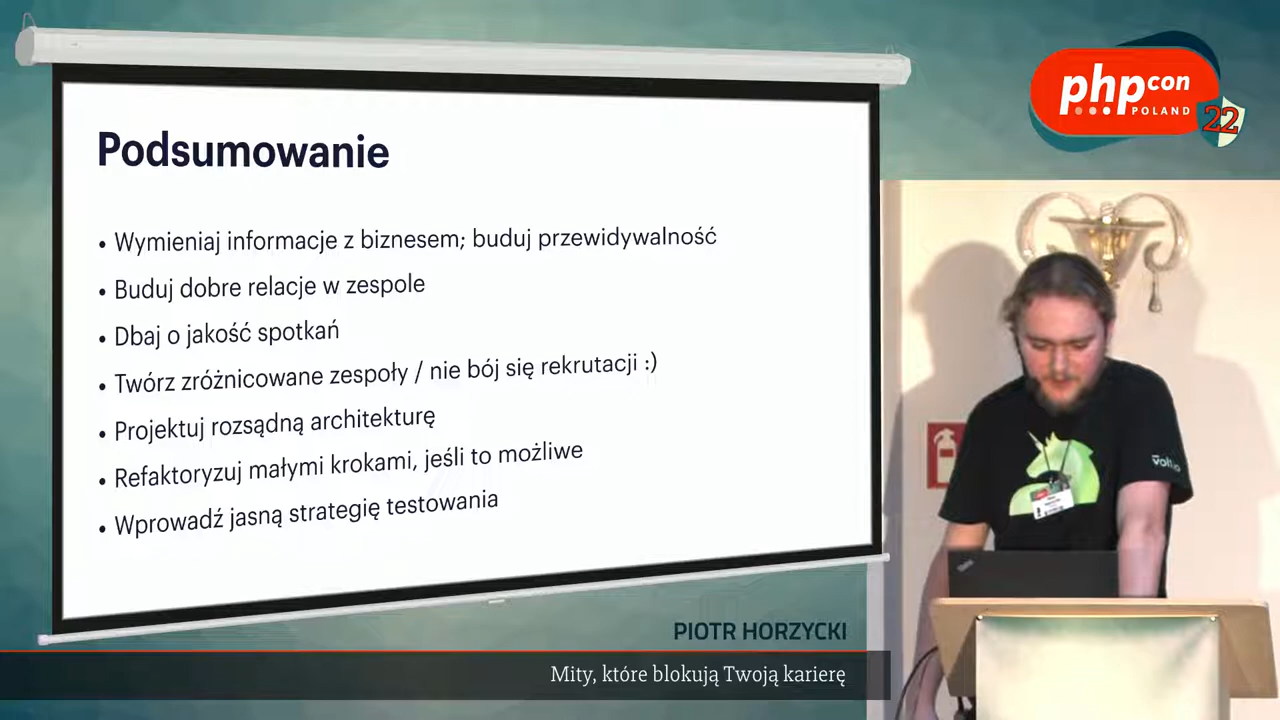 phpcon
POLAND
22
Podsumowanie
• Wymieniaj informacje z biznesem; buduj przewidywalność
• Buduj dobre relacje w zespole
• Dbaj o jakość spotkań
• Twórz zróżnicowane zespoły / nie bój się rekrutacji :)
• Projektuj rozsądną architekturę
• Refaktoryzuj małymi krokami, jeśli to możliwe
• Wprowadź jasną strategię testowania
PIOTR HORZYCKI
Mity, które blokują Twoją karierę